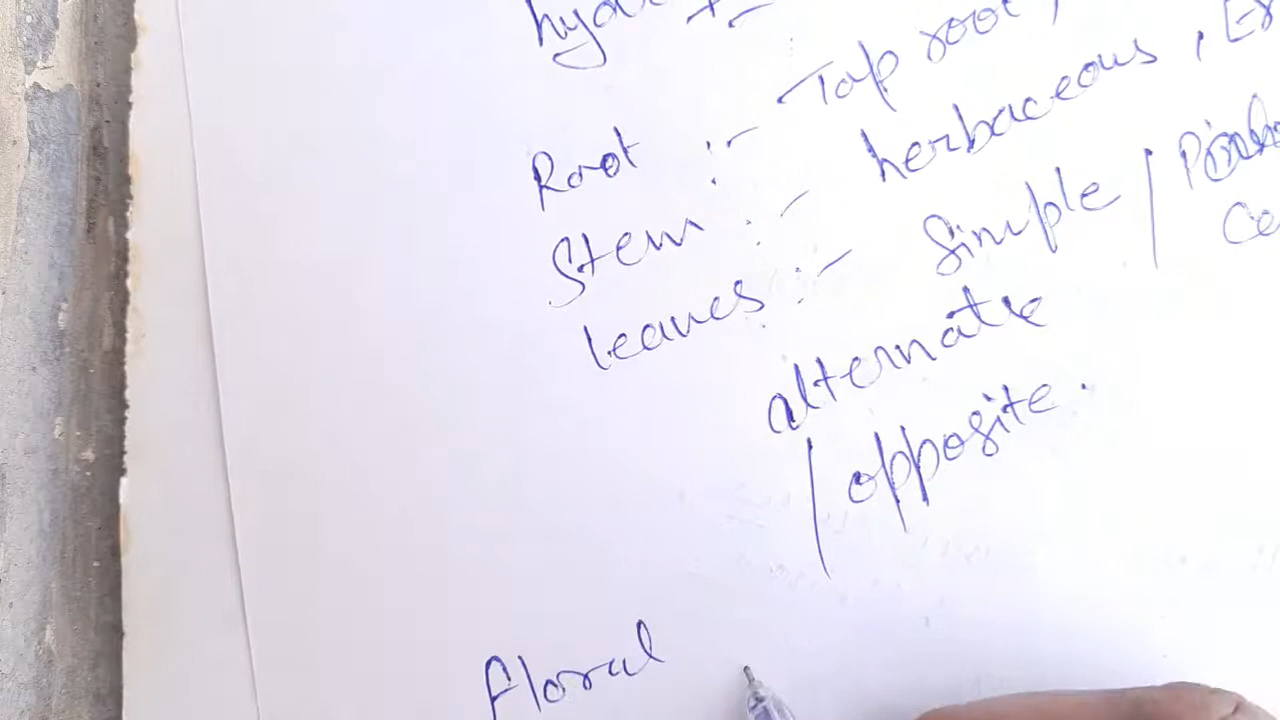 Root :- Tap root,
Stem :- herbaceous,
leaves :- Simple /
alternate
/ opposite.
floral